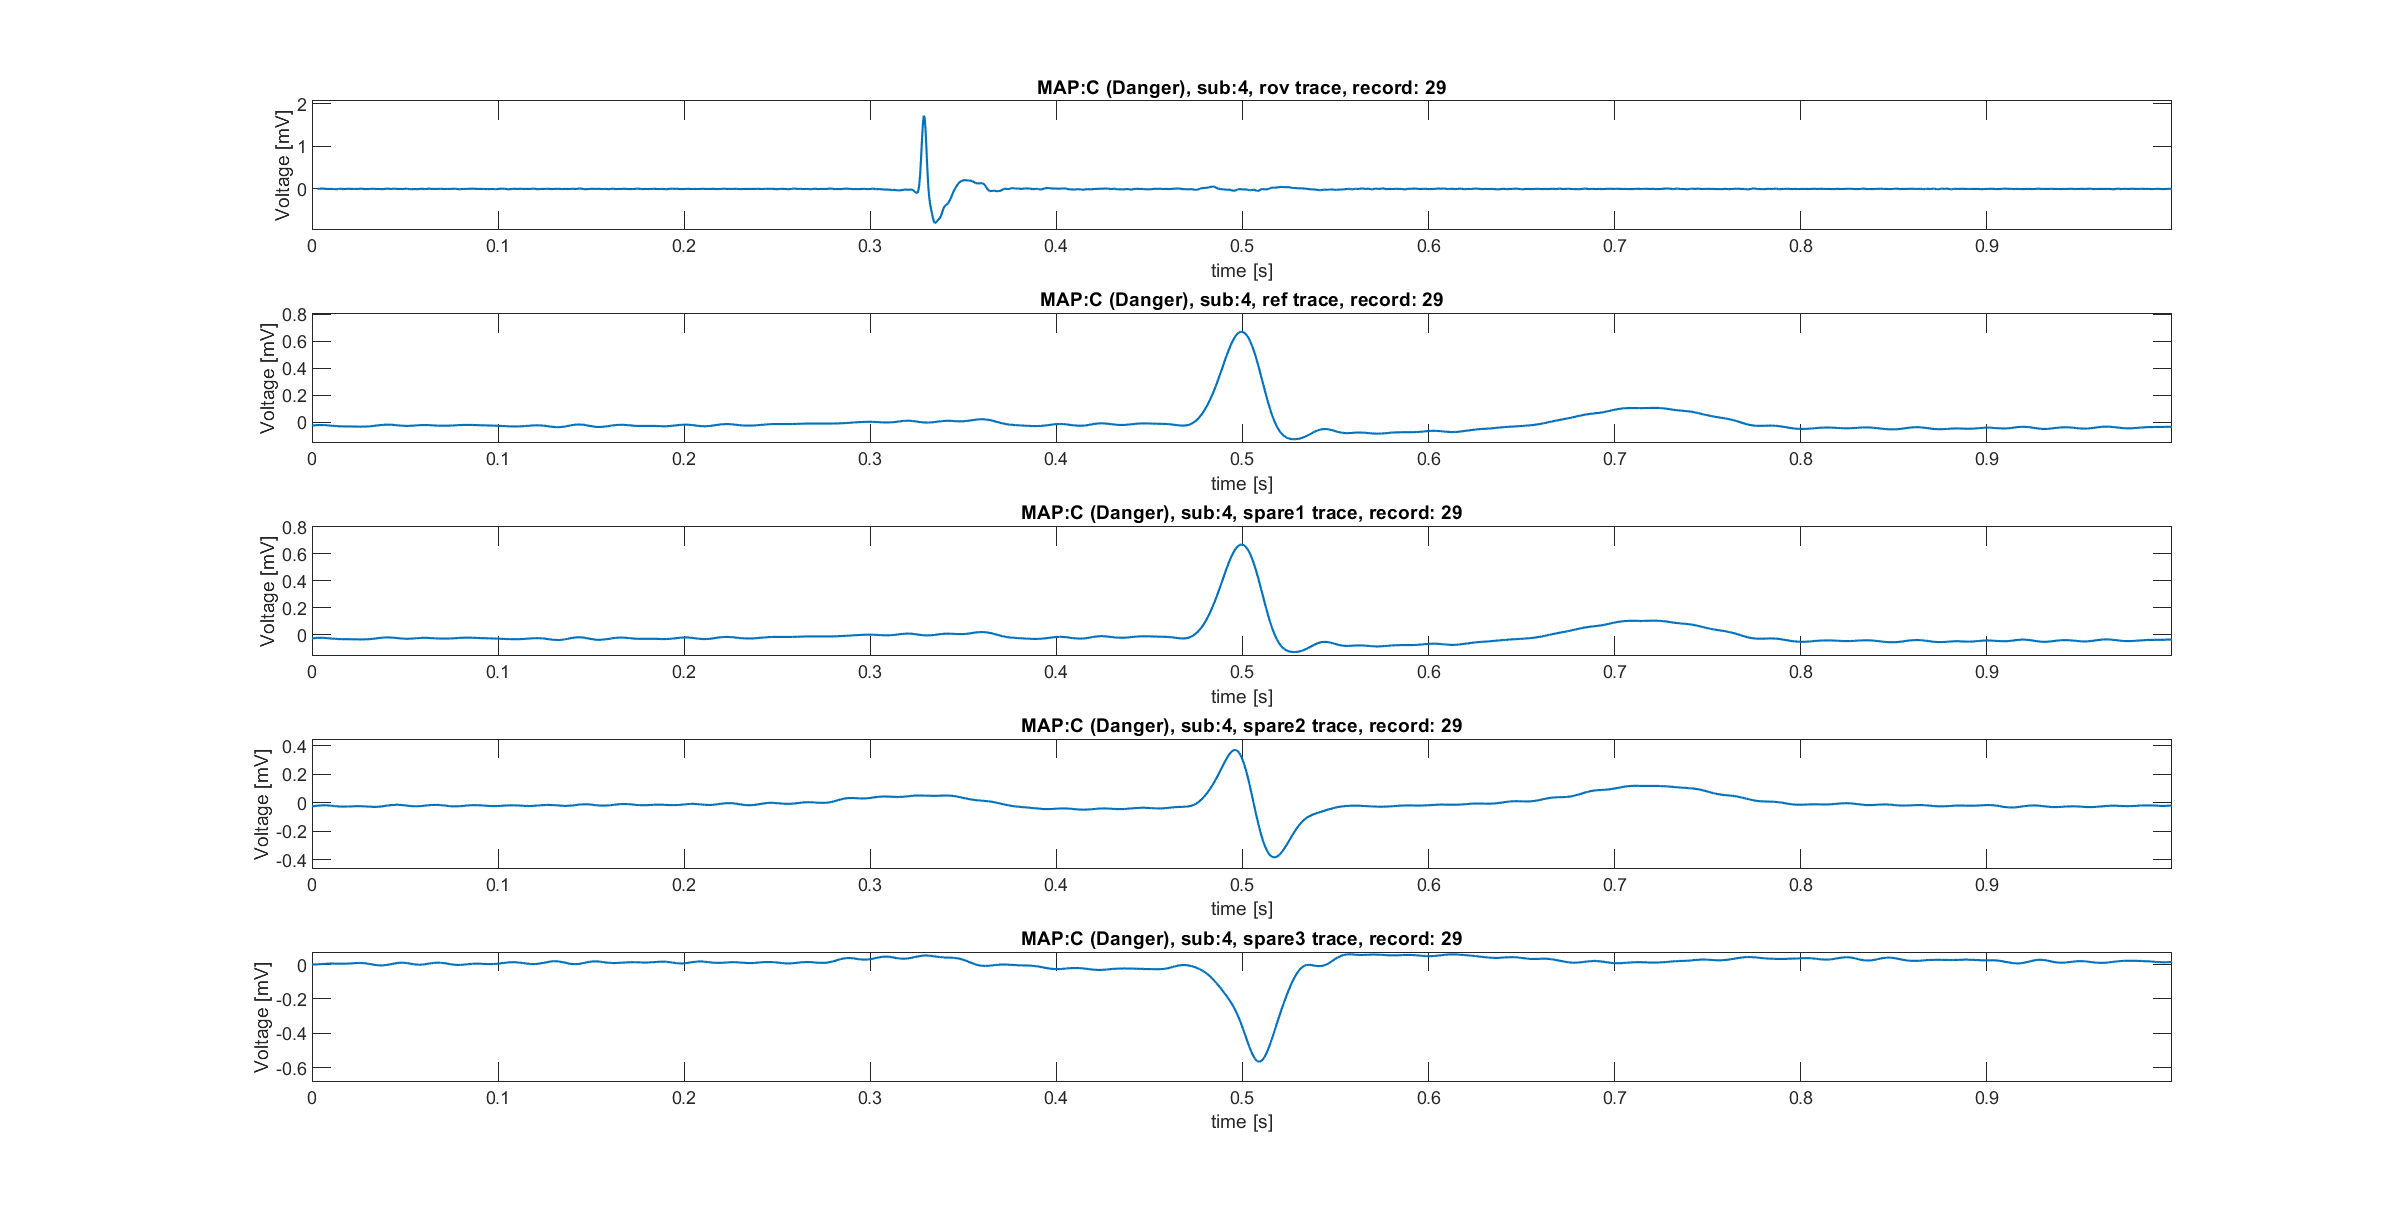 MAP:C (Danger), sub:4, rov trace, record: 29
Voltage [mV]
2
1
0
0 0.1 0.2 0.3 0.4 0.5 0.6 0.7 0.8 0.9
time [s]
MAP:C (Danger), sub:4, ref trace, record: 29
Voltage [mV]
0.8
0.6
0.4
0.2
0
0 0.1 0.2 0.3 0.4 0.5 0.6 0.7 0.8 0.9
time [s]
MAP:C (Danger), sub:4, spare1 trace, record: 29
Voltage [mV]
0.8
0.6
0.4
0.2
0
0 0.1 0.2 0.3 0.4 0.5 0.6 0.7 0.8 0.9
time [s]
MAP:C (Danger), sub:4, spare2 trace, record: 29
Voltage [mV]
0.4
0.2
0
-0.2
-0.4
0 0.1 0.2 0.3 0.4 0.5 0.6 0.7 0.8 0.9
time [s]
MAP:C (Danger), sub:4, spare3 trace, record: 29
Voltage [mV]
0
-0.2
-0.4
-0.6
0 0.1 0.2 0.3 0.4 0.5 0.6 0.7 0.8 0.9
time [s]